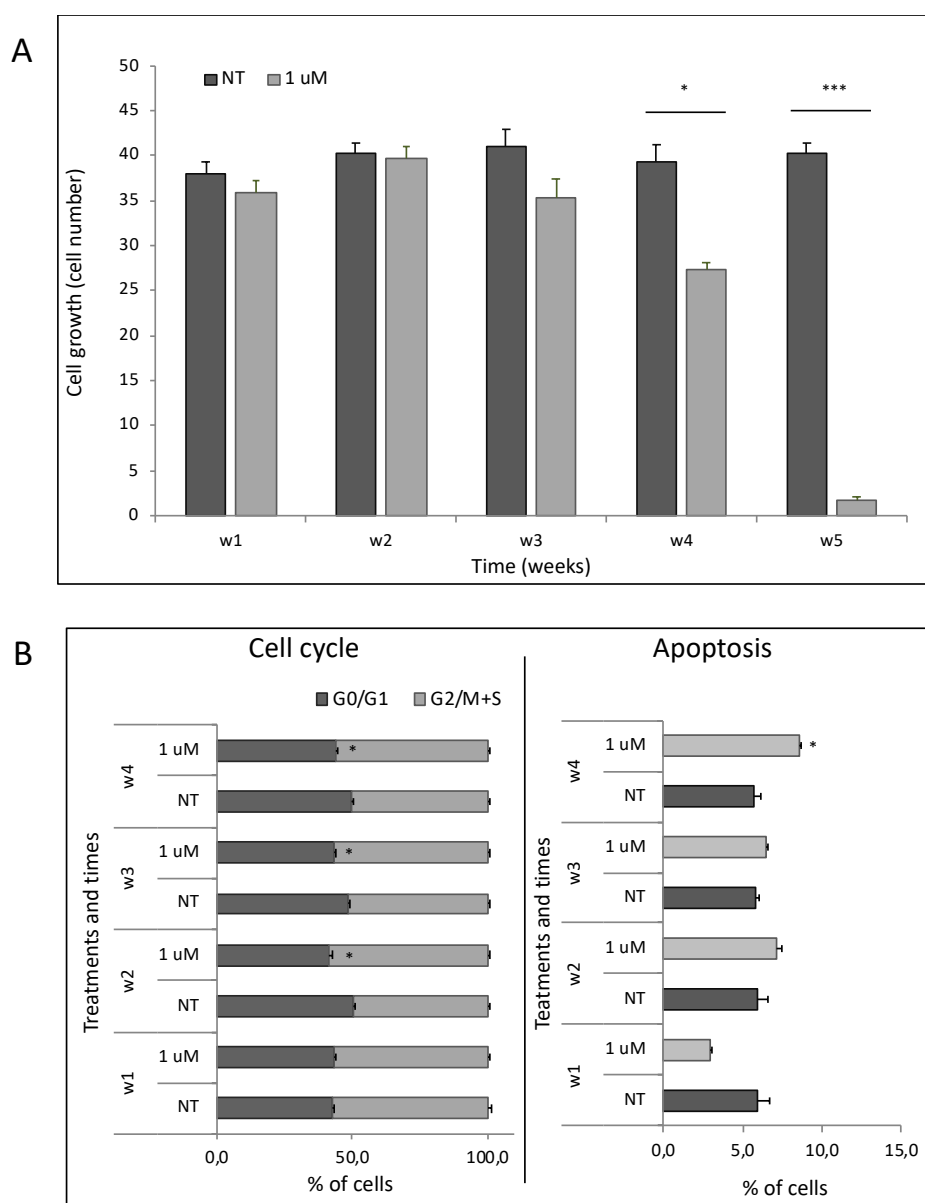 A
NT 1 uM
* ***
50
45
40
35
30
25
20
15
10
5
0
Cell growth (cell number)
w1 w2 w3 w4 w5
Time (weeks)
B
Cell cycle
G0/G1 G2/M+S
Treatments and times
w4
1 uM *
NT
w3
1 uM *
NT
w2
1 uM *
NT
w1
1 uM
NT
0,0 50,0 100,0
% of cells
Apoptosis
Teatments and times
w4
1 uM *
NT
w3
1 uM
NT
w2
1 uM
NT
w1
1 uM
NT
0,0 5,0 10,0 15,0
% of cells